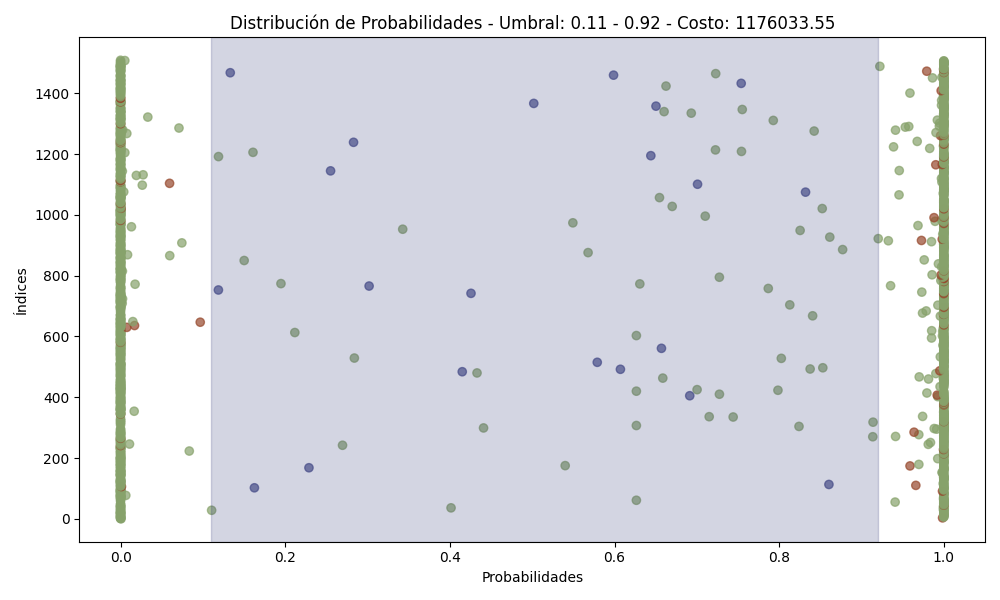 Distribución de Probabilidades - Umbral: 0.11 - 0.92 - Costo: 1176033.55
Índices
1400
1200
1000
800
600
400
200
0
0.0 0.2 0.4 0.6 0.8 1.0
Probabilidades